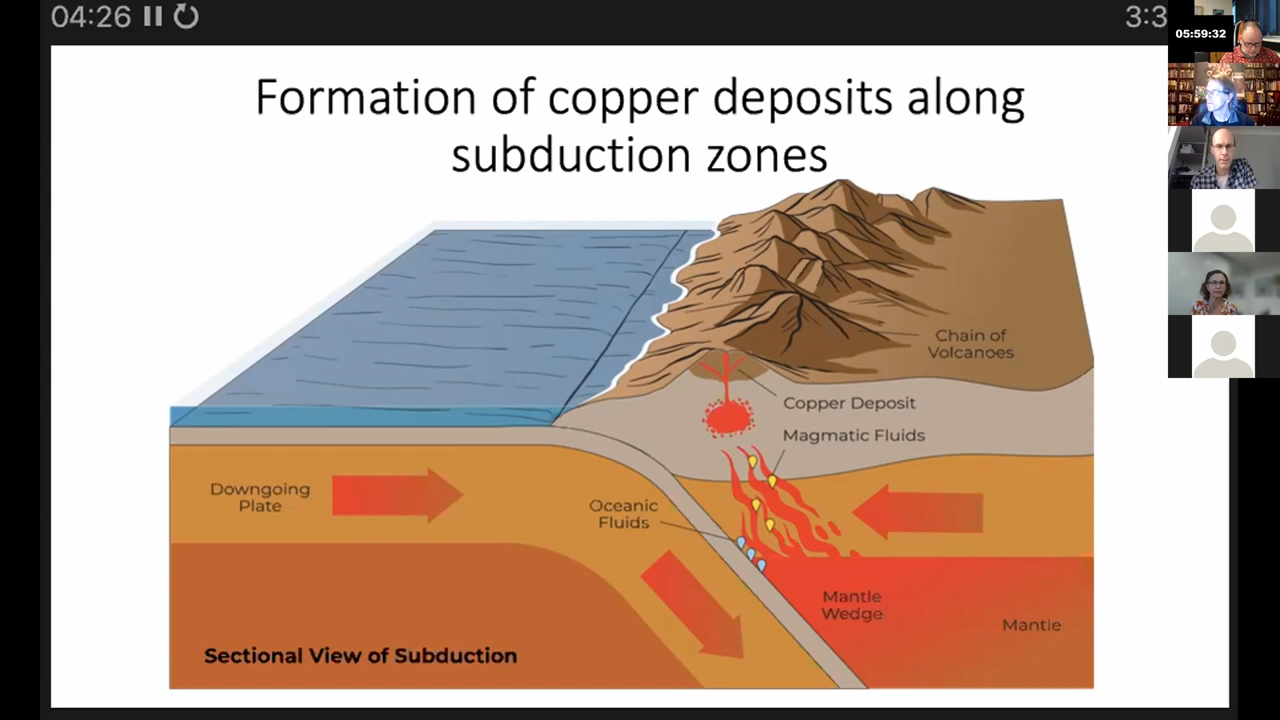 04:26
3:3
05:59:32
Formation of copper deposits along
subduction zones
Chain of
Volcanoes
Copper Deposit
Magmatic Fluids
Downgoing
Plate
Oceanic
Fluids
Mantle
Wedge
Mantle
Sectional View of Subduction